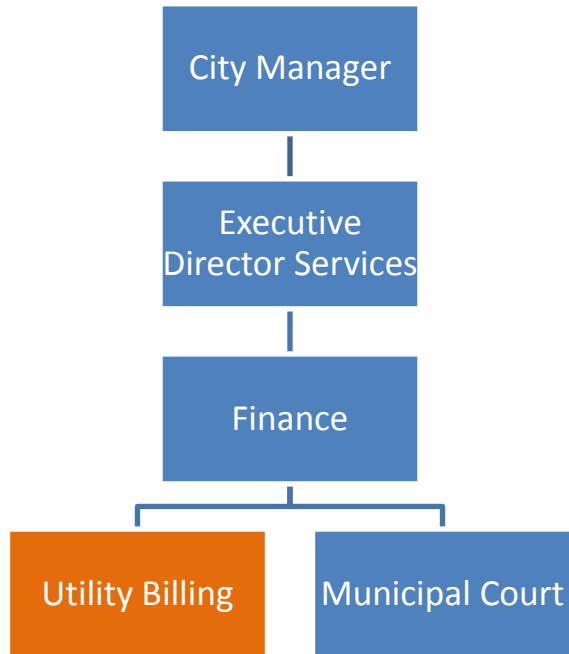 City Manager
Executive
Director Services
Finance
Utility Billing
Municipal Court